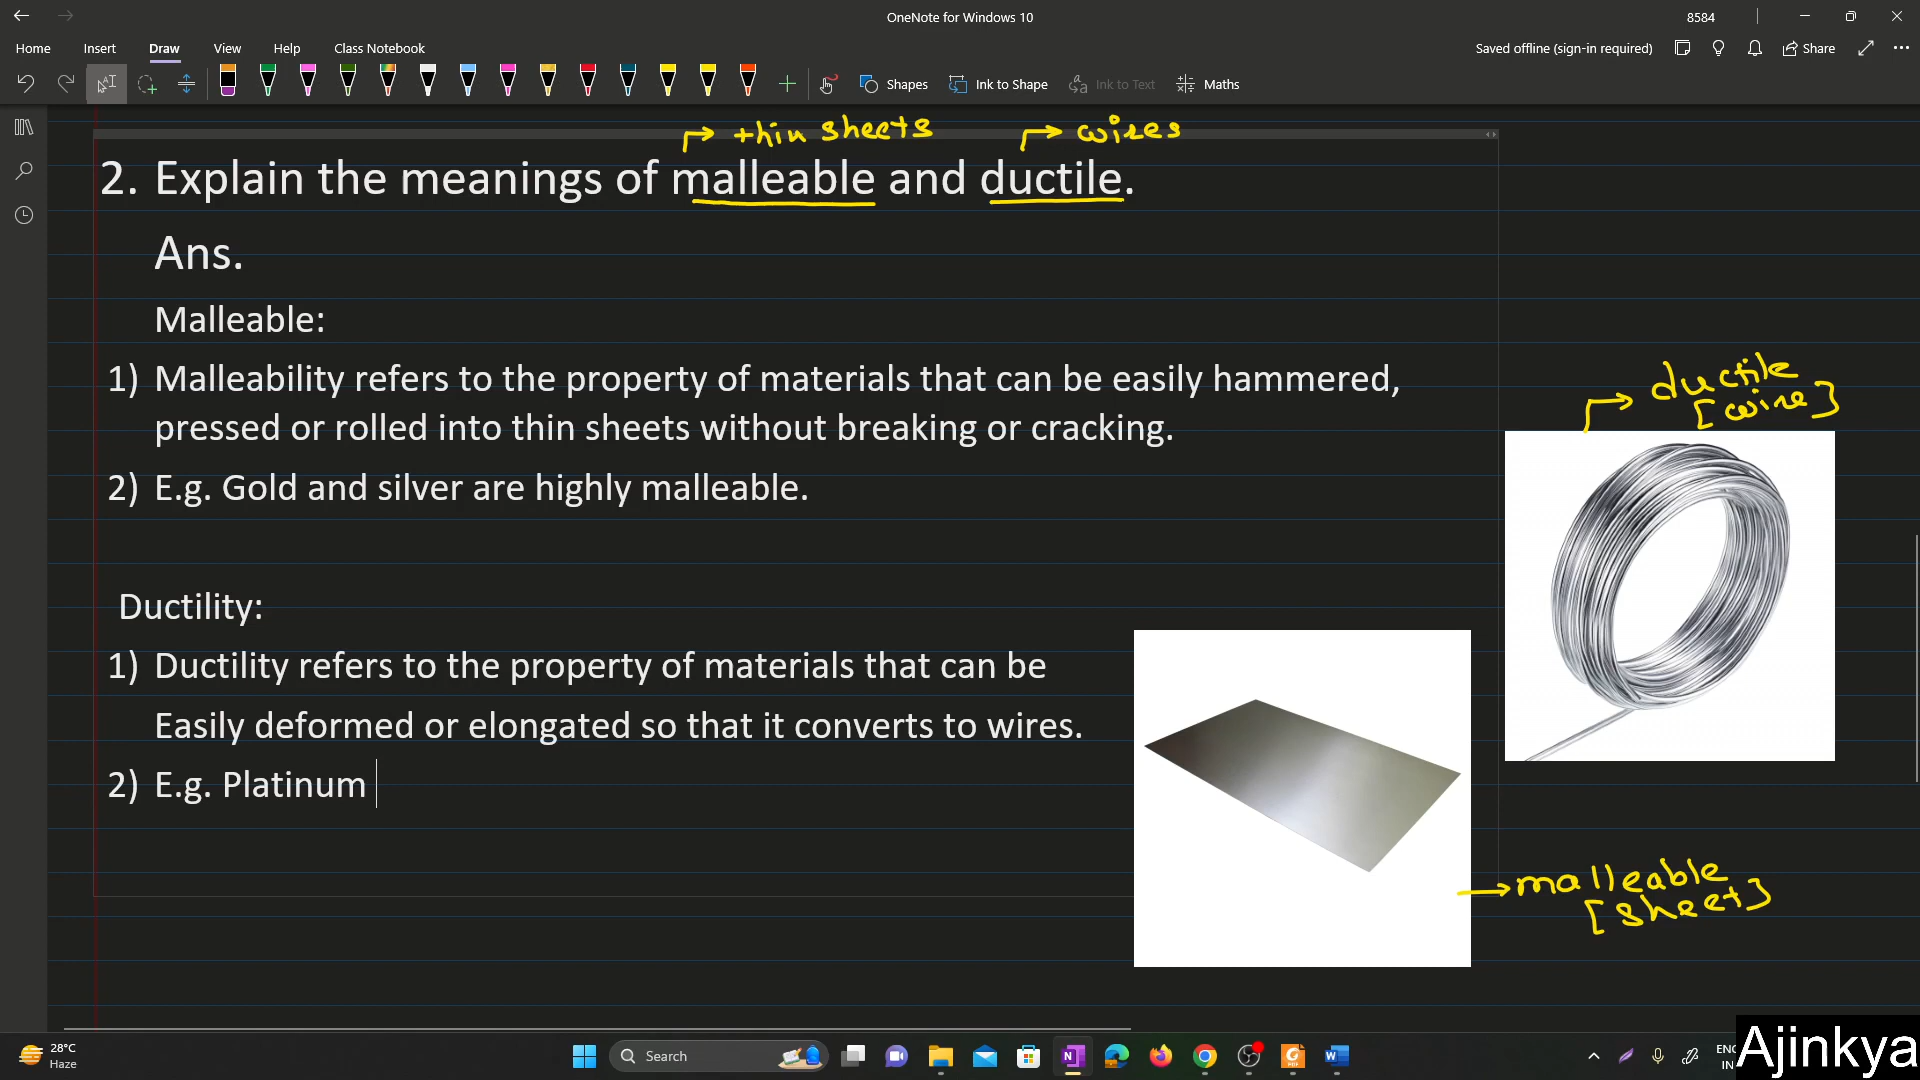 OneNote for Windows 10
8584
Home Insert Draw View Help Class Notebook
Saved offline (sign-in required)
Share
Shapes
Ink to Shape
Ink to Text
Maths
thin sheets
wires
2. Explain the meanings of malleable and ductile.
Ans.
Malleable:
1) Malleability refers to the property of materials that can be easily hammered,
pressed or rolled into thin sheets without breaking or cracking.
2) E.g. Gold and silver are highly malleable.
ductile
[wire]
Ductility:
1) Ductility refers to the property of materials that can be
Easily deformed or elongated so that it converts to wires.
2) E.g. Platinum
malleable
[sheet]
28°C
Haze
Search
Ajinkya